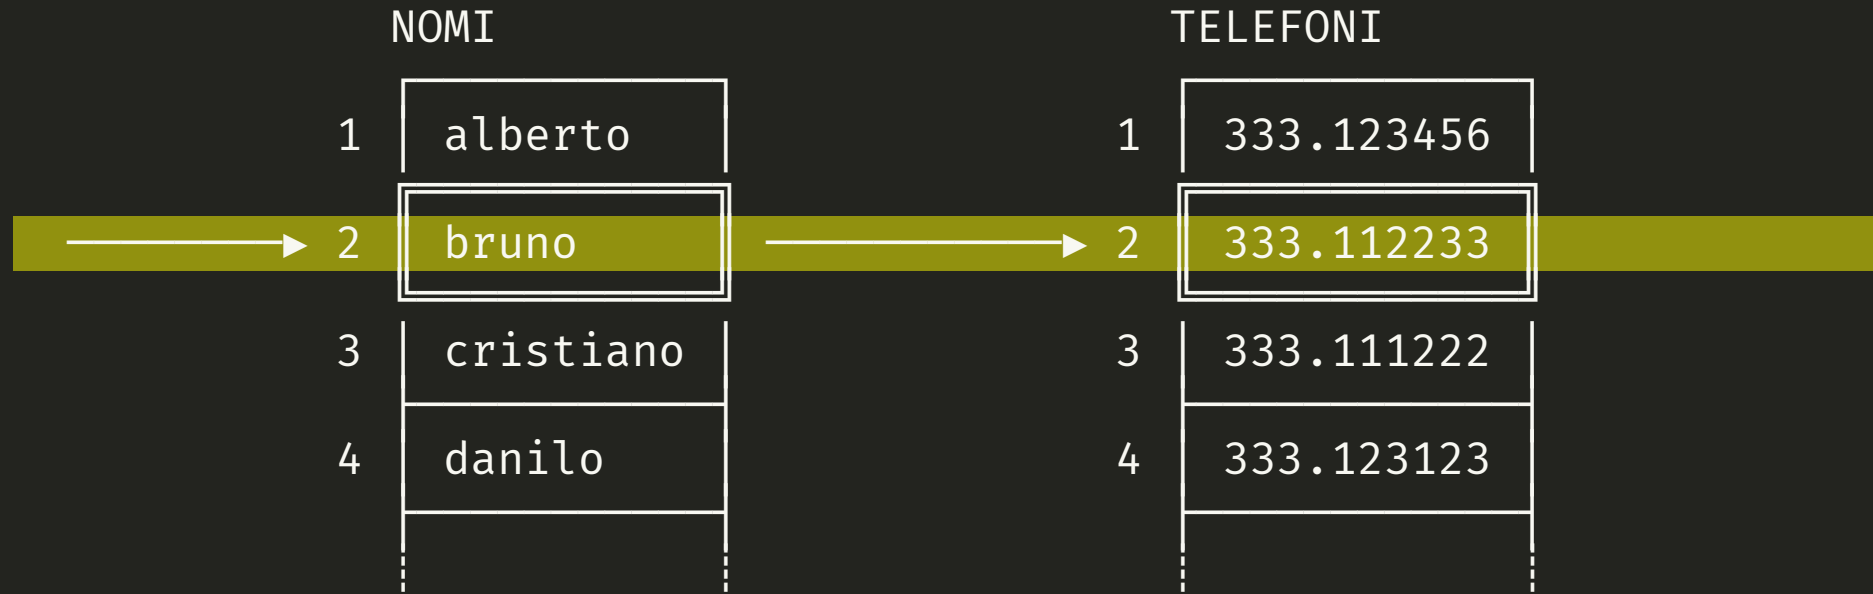 NOMI TELEFONI
1 alberto 1 333.123456
2 bruno 2 333.112233
3 cristiano 3 333.111222
4 danilo 4 333.123123